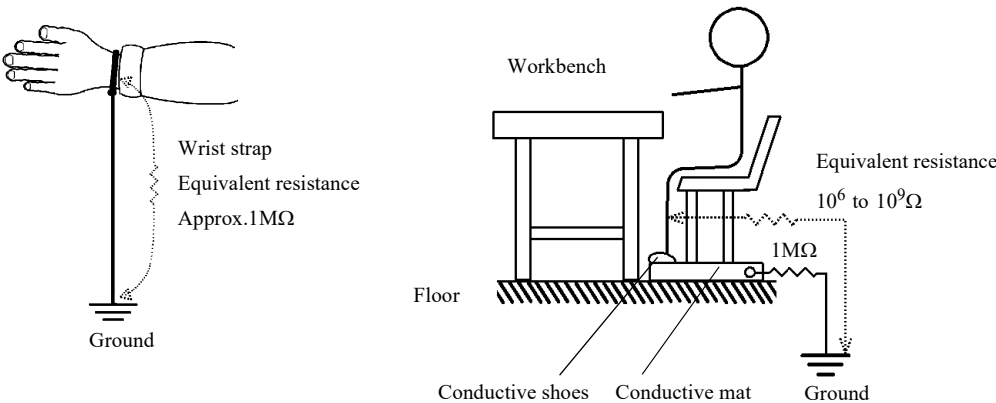 Wrist strap
Equivalent resistance
Approx.1MΩ
Ground
Workbench
Equivalent resistance
10⁶ to 10⁹Ω
1MΩ
Floor
Conductive shoes
Conductive mat
Ground